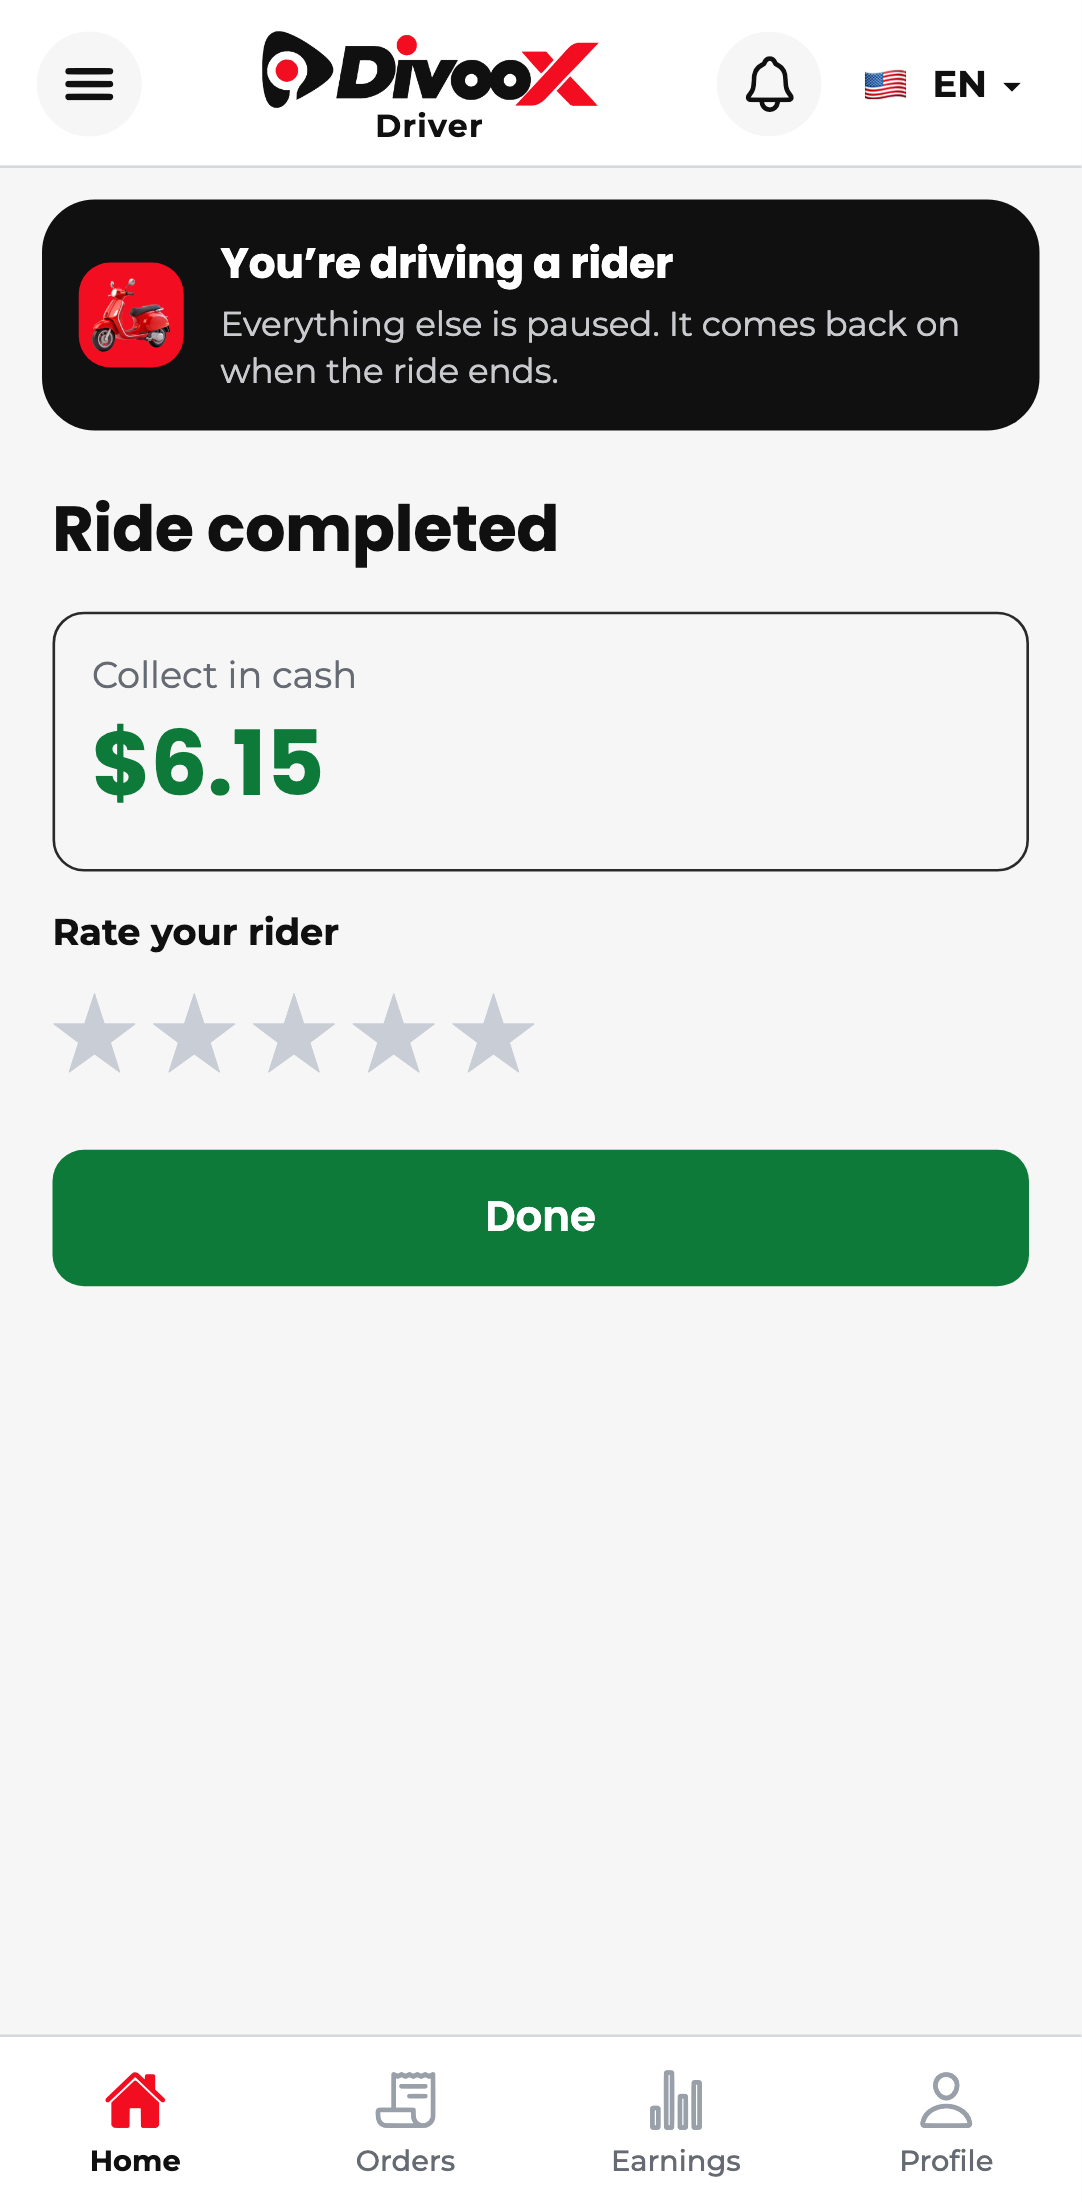 DivooX
Driver
EN
You’re driving a rider
Everything else is paused. It comes back on
when the ride ends.
Ride completed
Collect in cash
$6.15
Rate your rider
Done
Home
Orders
Earnings
Profile